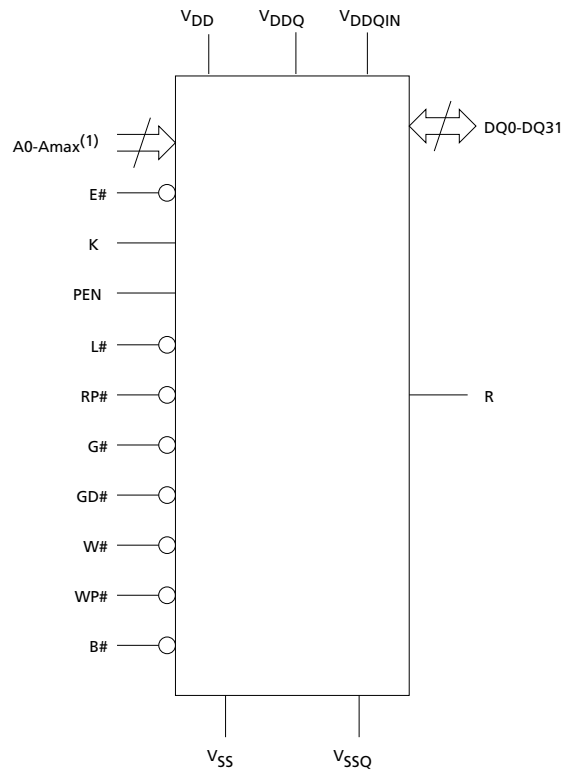 VDD
VDDQ
VDDQIN
A0-Amax(1)
DQ0-DQ31
E#
K
PEN
L#
RP#
R
G#
GD#
W#
WP#
B#
VSS
VSSQ